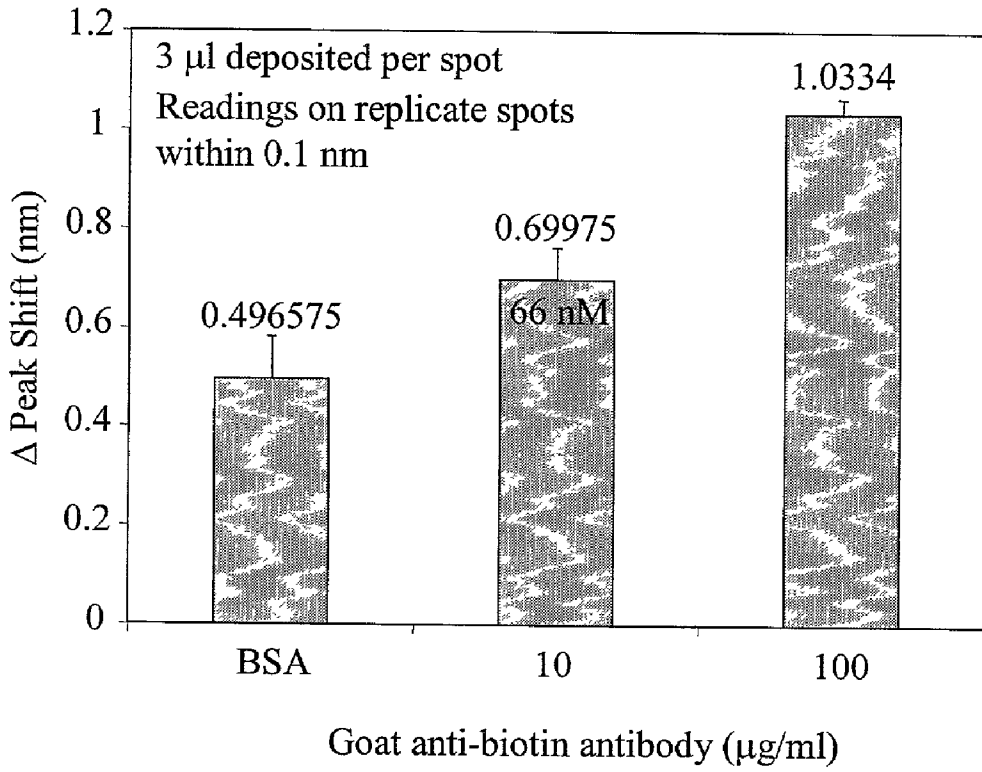 1.2
3 μl deposited per spot
Readings on replicate spots
within 0.1 nm
1.0334
1
0.8
0.69975
0.6
0.496575
66 nM
0.4
0.2
0
Δ Peak Shift (nm)
BSA
10
100
Goat anti-biotin antibody (μg/ml)